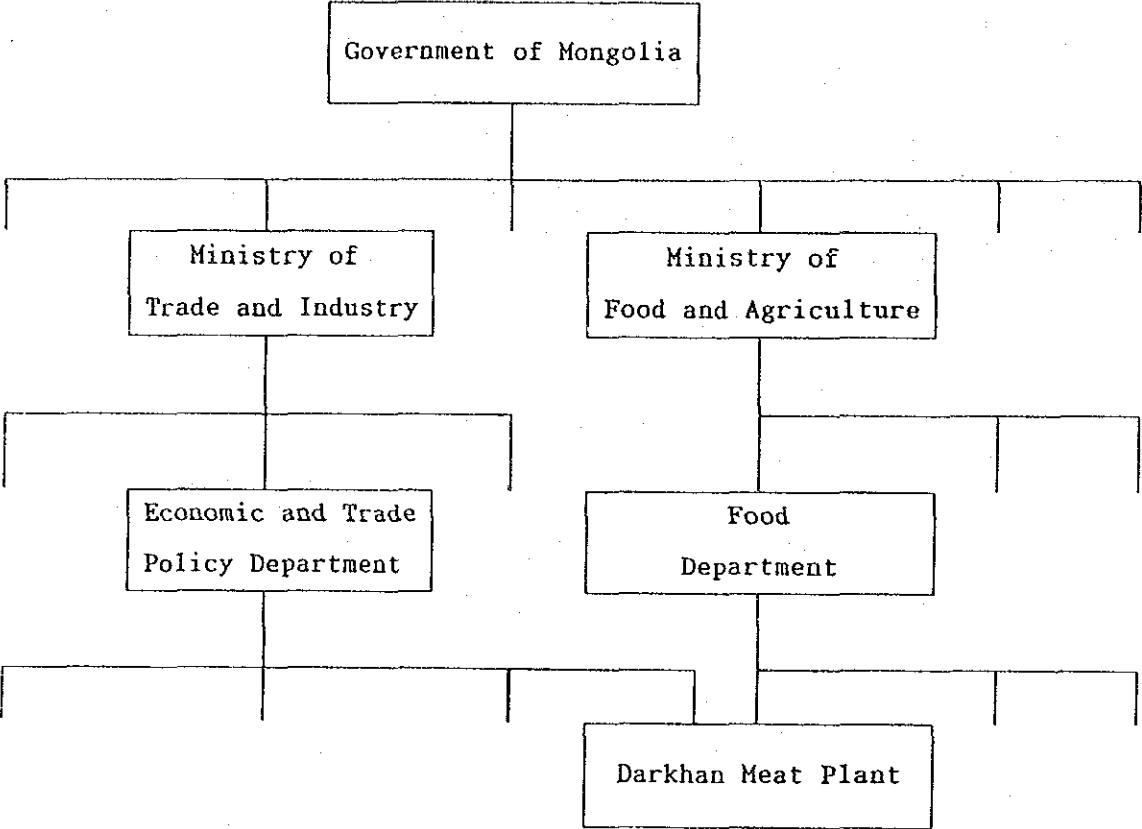 Government of Mongolia
Ministry of
Trade and Industry
Ministry of
Food and Agriculture
Economic and Trade
Policy Department
Food
Department
Darkhan Meat Plant